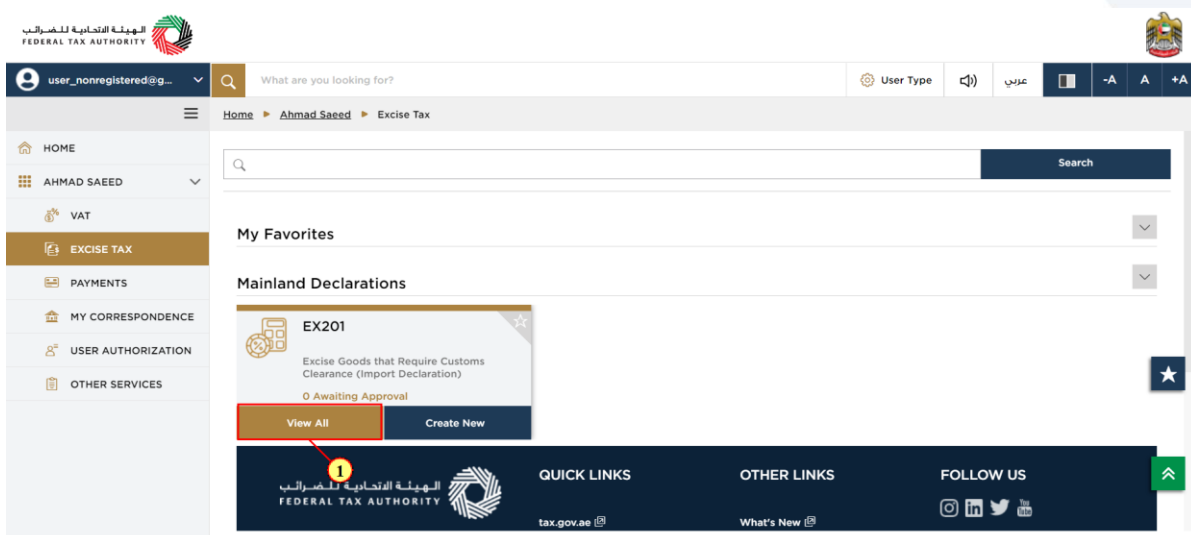 الهيئة الاتحادية للضرائب
FEDERAL TAX AUTHORITY
user_nonregistered@g...
What are you looking for?
User Type
عربي
-A
A
+A
Home
Ahmad Saeed
Excise Tax
HOME
AHMAD SAEED
VAT
EXCISE TAX
PAYMENTS
MY CORRESPONDENCE
USER AUTHORIZATION
OTHER SERVICES
Search
My Favorites
Mainland Declarations
EX201
Excise Goods that Require Customs
Clearance (Import Declaration)
0 Awaiting Approval
View All
Create New
1
الهيئة الاتحادية للضرائب
FEDERAL TAX AUTHORITY
QUICK LINKS
tax.gov.ae
OTHER LINKS
What's New
FOLLOW US
in
You
Tube